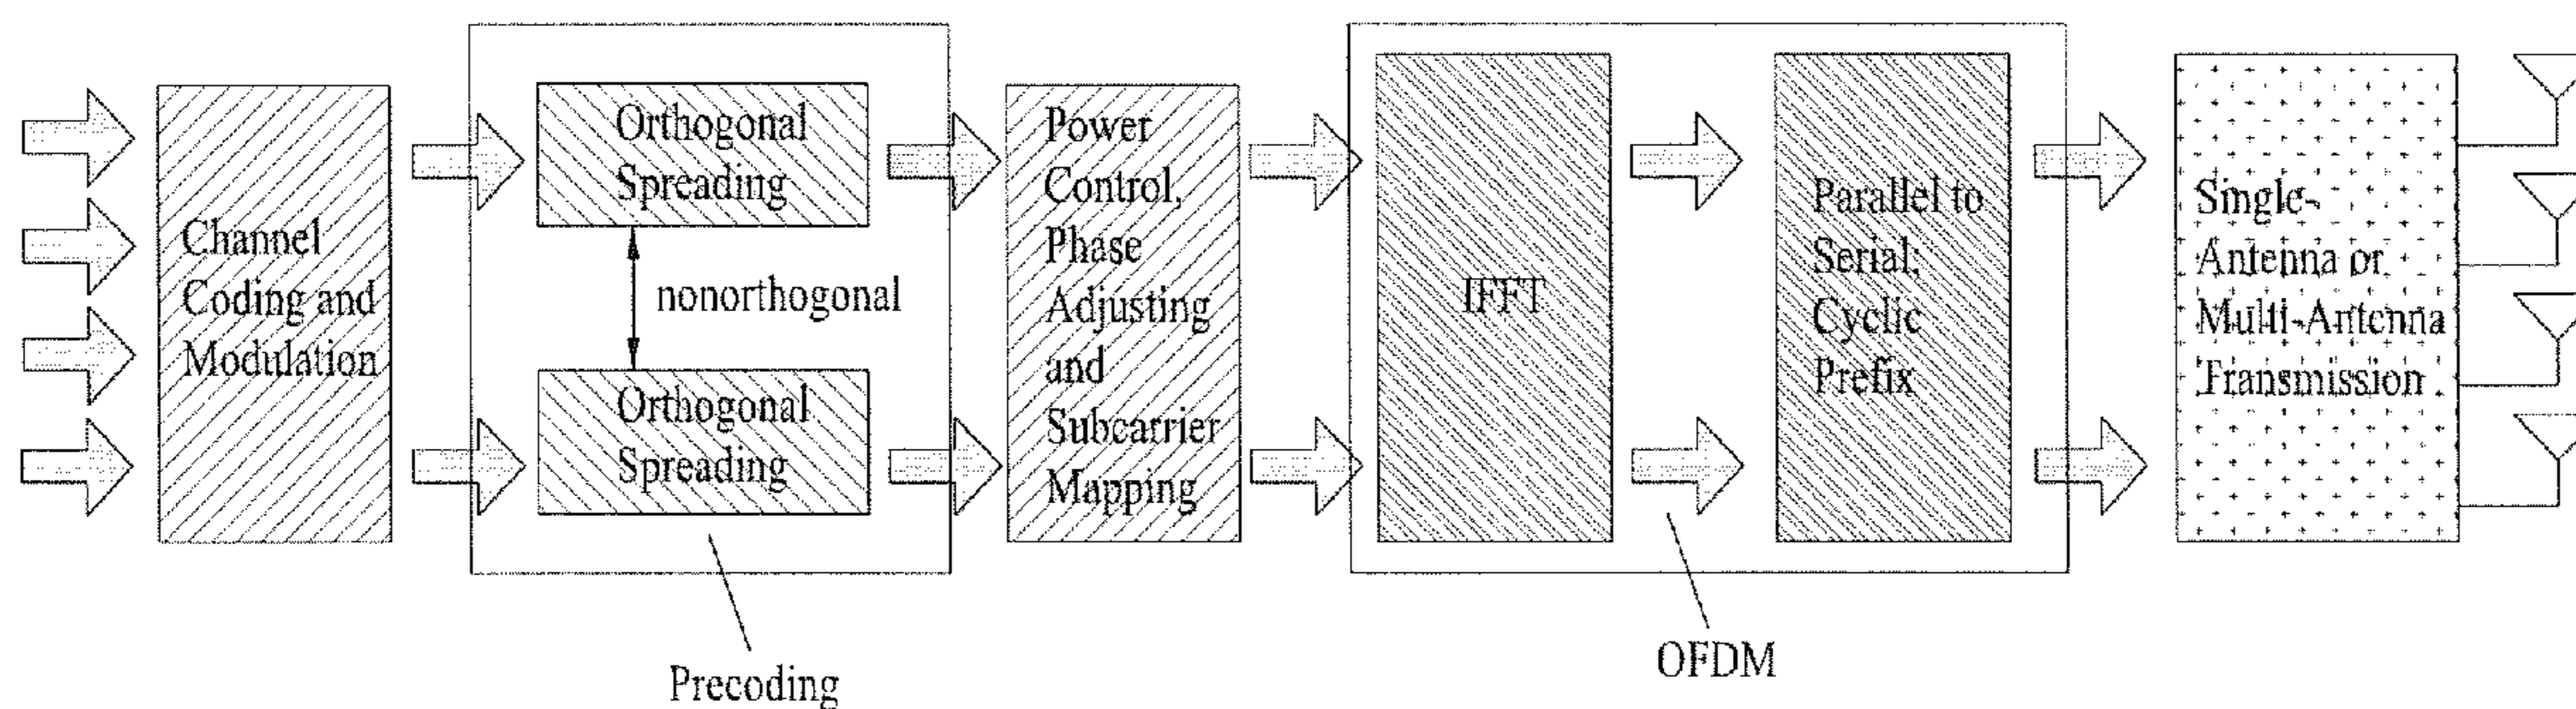 Channel
Coding and
Modulation
Orthogonal
Spreading
nonorthogonal
Orthogonal
Spreading
Precoding
Power
Control,
Phase
Adjusting
and
Subcarrier
Mapping
IFFT
Parallel to
Serial;
Cyclic
Prefix
OFDM
Single-
Antenna or
Multi-Antenna
Transmission